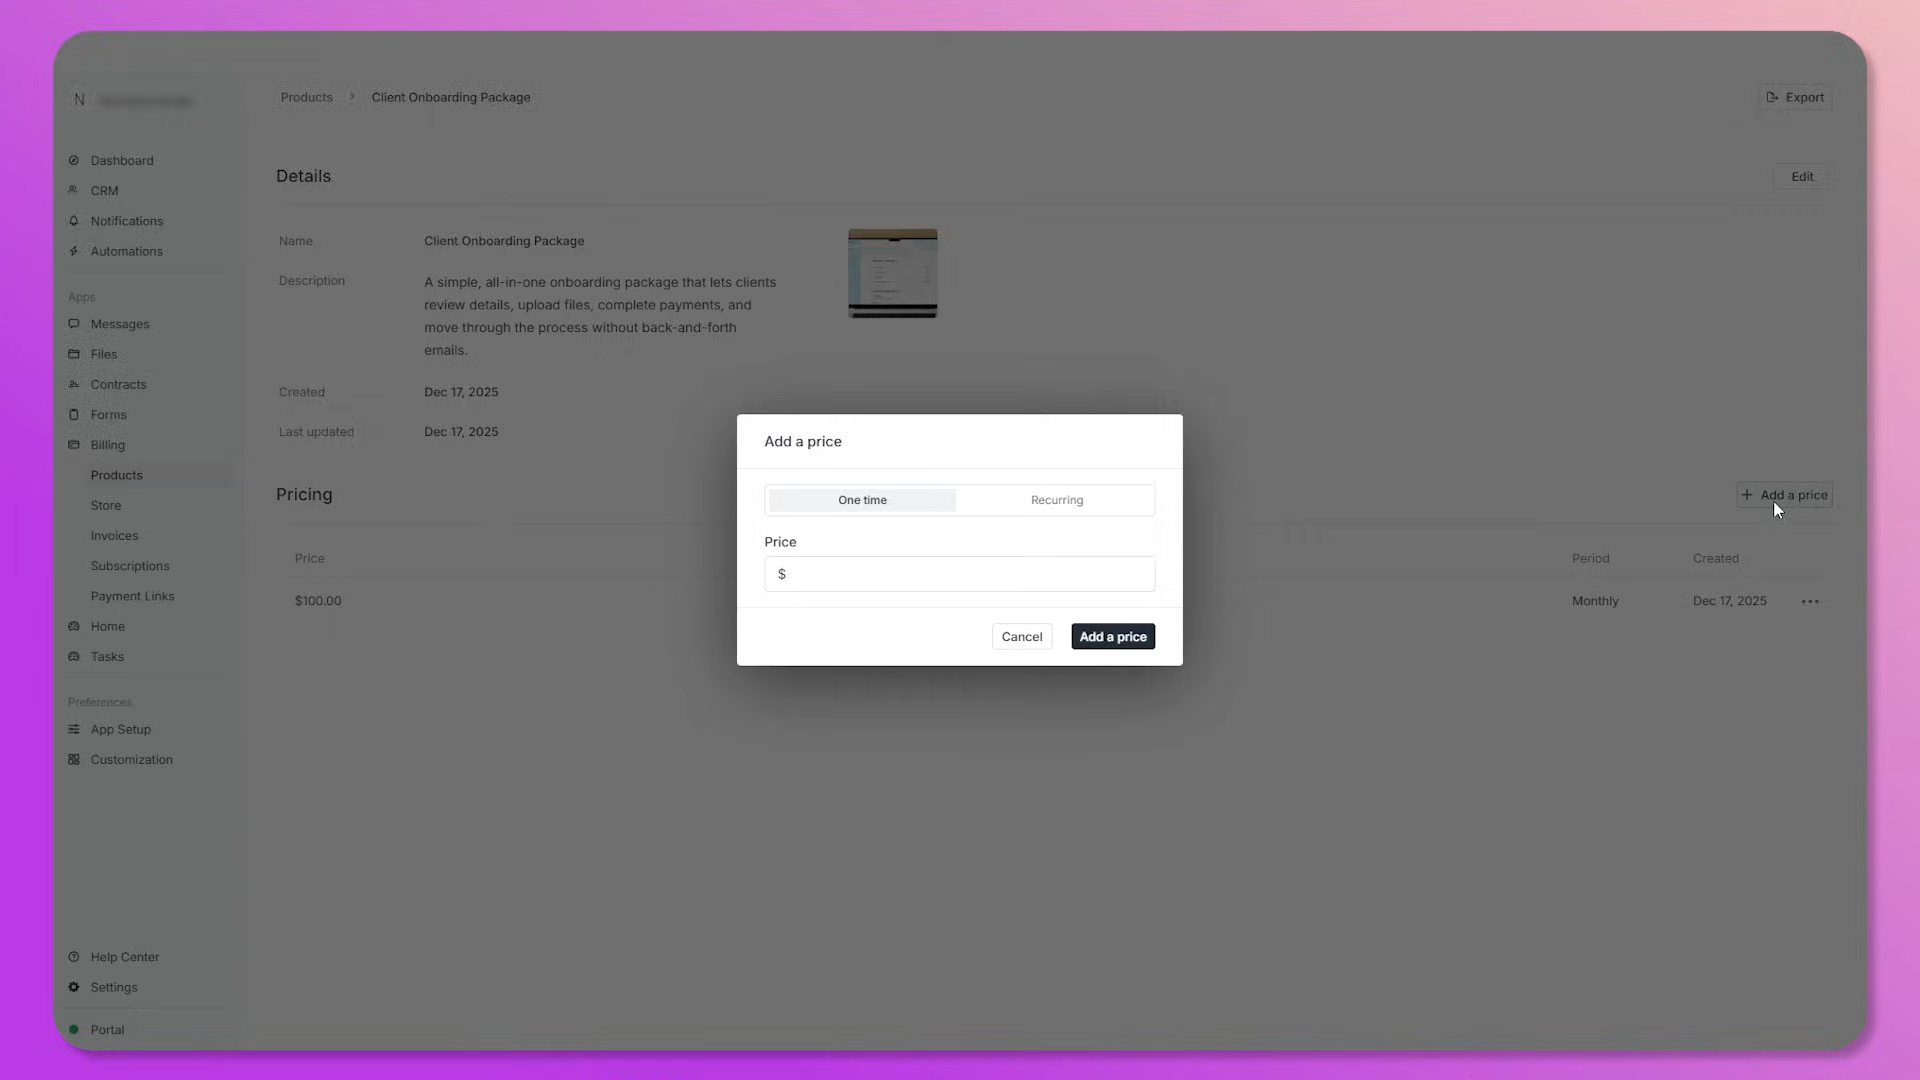 N
Products > Client Onboarding Package
Export
Dashboard
CRM
Notifications
Automations
Apps
Messages
Files
Contracts
Forms
Billing
Products
Store
Invoices
Subscriptions
Payment Links
Home
Tasks
Preferences
App Setup
Customization
Help Center
Settings
Portal
Details
Edit
Name Client Onboarding Package
Description A simple, all-in-one onboarding package that lets clients
review details, upload files, complete payments, and
move through the process without back-and-forth
emails.
Created Dec 17, 2025
Last updated Dec 17, 2025
Pricing
+ Add a price
Price Period Created
$100.00 Monthly Dec 17, 2025 ...
Add a price
One time Recurring
Price
$
Cancel Add a price